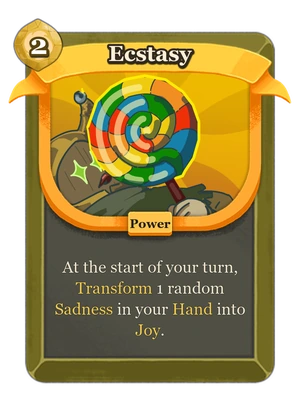 2
Ecstasy
Power
At the start of your turn,
Transform 1 random
Sadness in your Hand into
Joy.